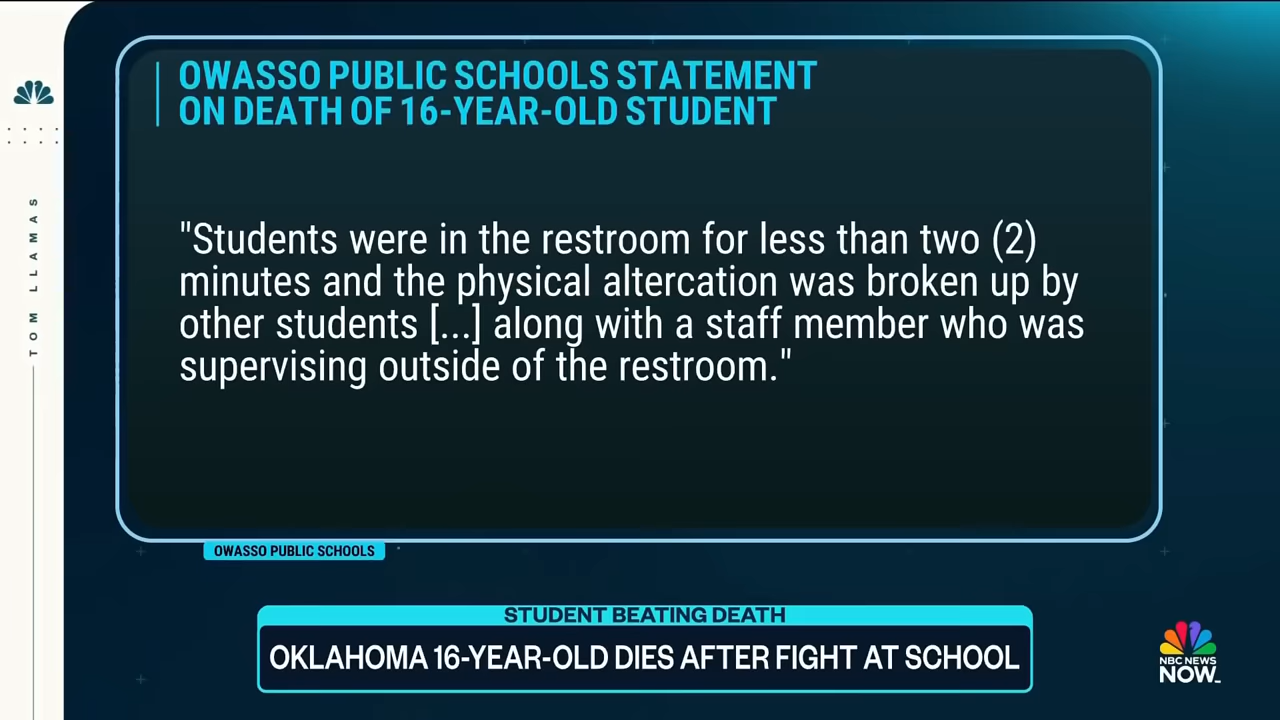 OWASSO PUBLIC SCHOOLS STATEMENT
ON DEATH OF 16-YEAR-OLD STUDENT
"Students were in the restroom for less than two (2)
minutes and the physical altercation was broken up by
other students [...] along with a staff member who was
supervising outside of the restroom."
TOM LLAMAS
OWASSO PUBLIC SCHOOLS
STUDENT BEATING DEATH
OKLAHOMA 16-YEAR-OLD DIES AFTER FIGHT AT SCHOOL
NBC NEWS
NOW